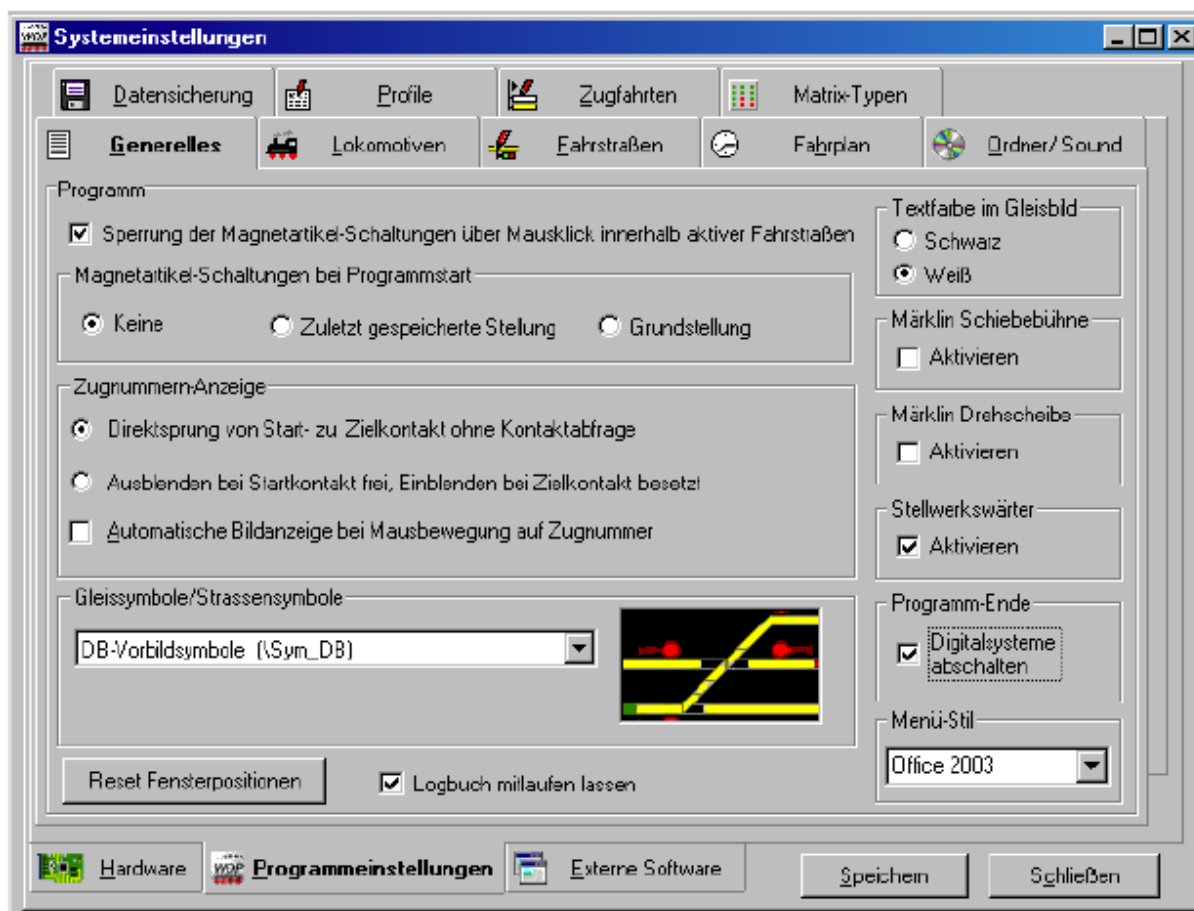 Systemeinstellungen
Datensicherung
Profile
Zugfahrten
Matrix-Typen
Generelles
Lokomotiven
Fahrstraßen
Fahrplan
Ordner/ Sound
Programm
Sperrung der Magnetartikel-Schaltungen über Mausklick innerhalb aktiver Fahrstraßen
Magnetartikel-Schaltungen bei Programmstart
Keine
Zuletzt gespeicherte Stellung
Grundstellung
Zugnummern-Anzeige
Direktsprung von Start- zu Zielkontakt ohne Kontaktabfrage
Ausblenden bei Startkontakt frei, Einblenden bei Zielkontakt besetzt
Automatische Bildanzeige bei Mausbewegung auf Zugnummer
Gleissymbole/Strassensymbole
DB-Vorbildsymbole (\Sym_DB)
Reset Fensterpositionen
Logbuch mitlaufen lassen
Textfarbe im Gleisbild
Schwarz
Weiß
Märklin Schiebebühne
Aktivieren
Märklin Drehscheibe
Aktivieren
Stellwerkswärter
Aktivieren
Programm-Ende
Digitalsysteme
abschalten
Menü-Stil
Office 2003
Hardware
WDP
Programmeinstellungen
Externe Software
Speichern
Schließen